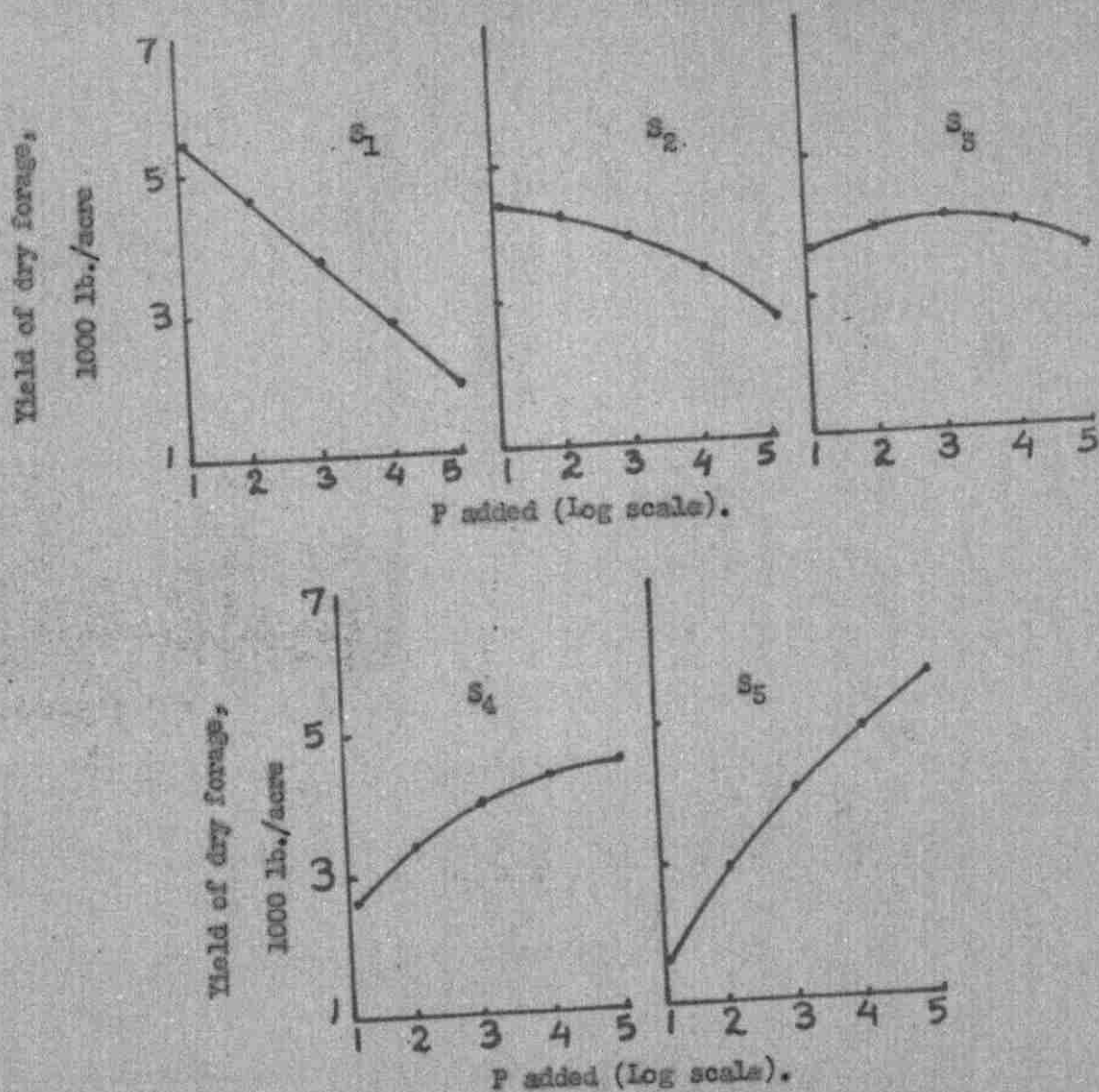 Yield of dry forage,
1000 lb./acre
7
5
3
1
S1
1 2 3 4 5
S2
1 2 3 4 5
S3
1 2 3 4 5
P added (Log scale).
Yield of dry forage,
1000 lb./acre
7
5
3
1
S4
1 2 3 4 5
S5
1 2 3 4 5
P added (Log scale).